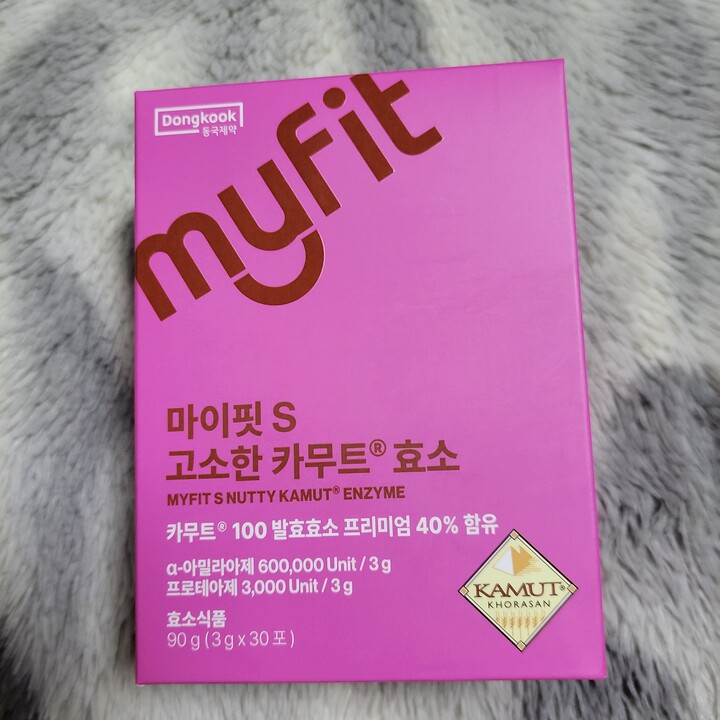 Dongkook
동국제약
myfit
마이핏 S
고소한 카무트® 효소
MYFIT S NUTTY KAMUT® ENZYME
카무트® 100 발효효소 프리미엄 40% 함유
α-아밀라아제 600,000 Unit / 3 g
프로테아제 3,000 Unit / 3 g
효소식품
90 g ( 3 g x 30 포 )
KAMUT®
KHORASAN